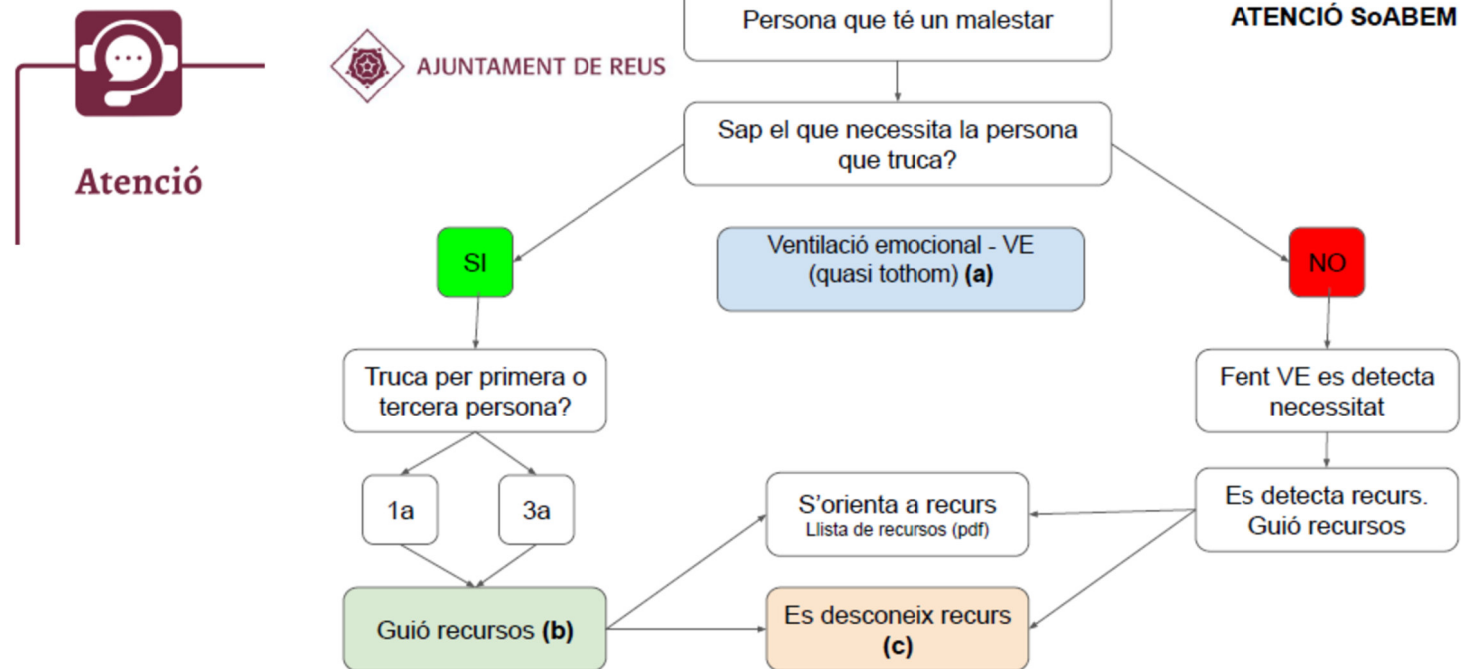 Atenció
AJUNTAMENT DE REUS
Persona que té un malestar
ATENCIÓ SoABEM
Sap el que necessita la persona
que truca?
SI
Ventilació emocional - VE
(quasi tothom) (a)
NO
Truca per primera o
tercera persona?
Fent VE es detecta
necessitat
1a
3a
S'orienta a recurs
Llista de recursos (pdf)
Es detecta recurs.
Guió recursos
Guió recursos (b)
Es desconeix recurs
(c)